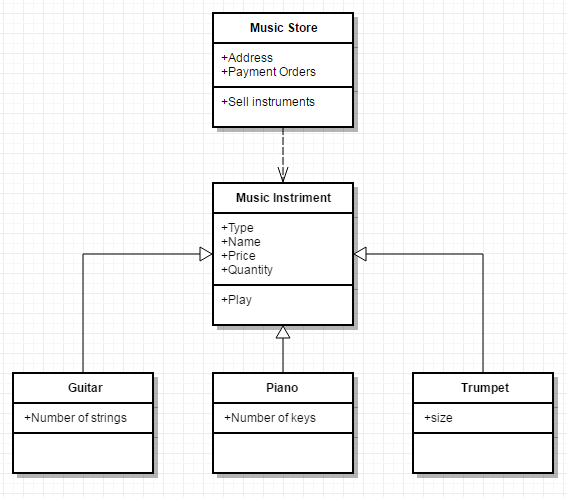 Music Store
+Address
+Payment Orders
+Sell instruments
Music Instriment
+Type
+Name
+Price
+Quantity
+Play
Guitar
+Number of strings
Piano
+Number of keys
Trumpet
+size